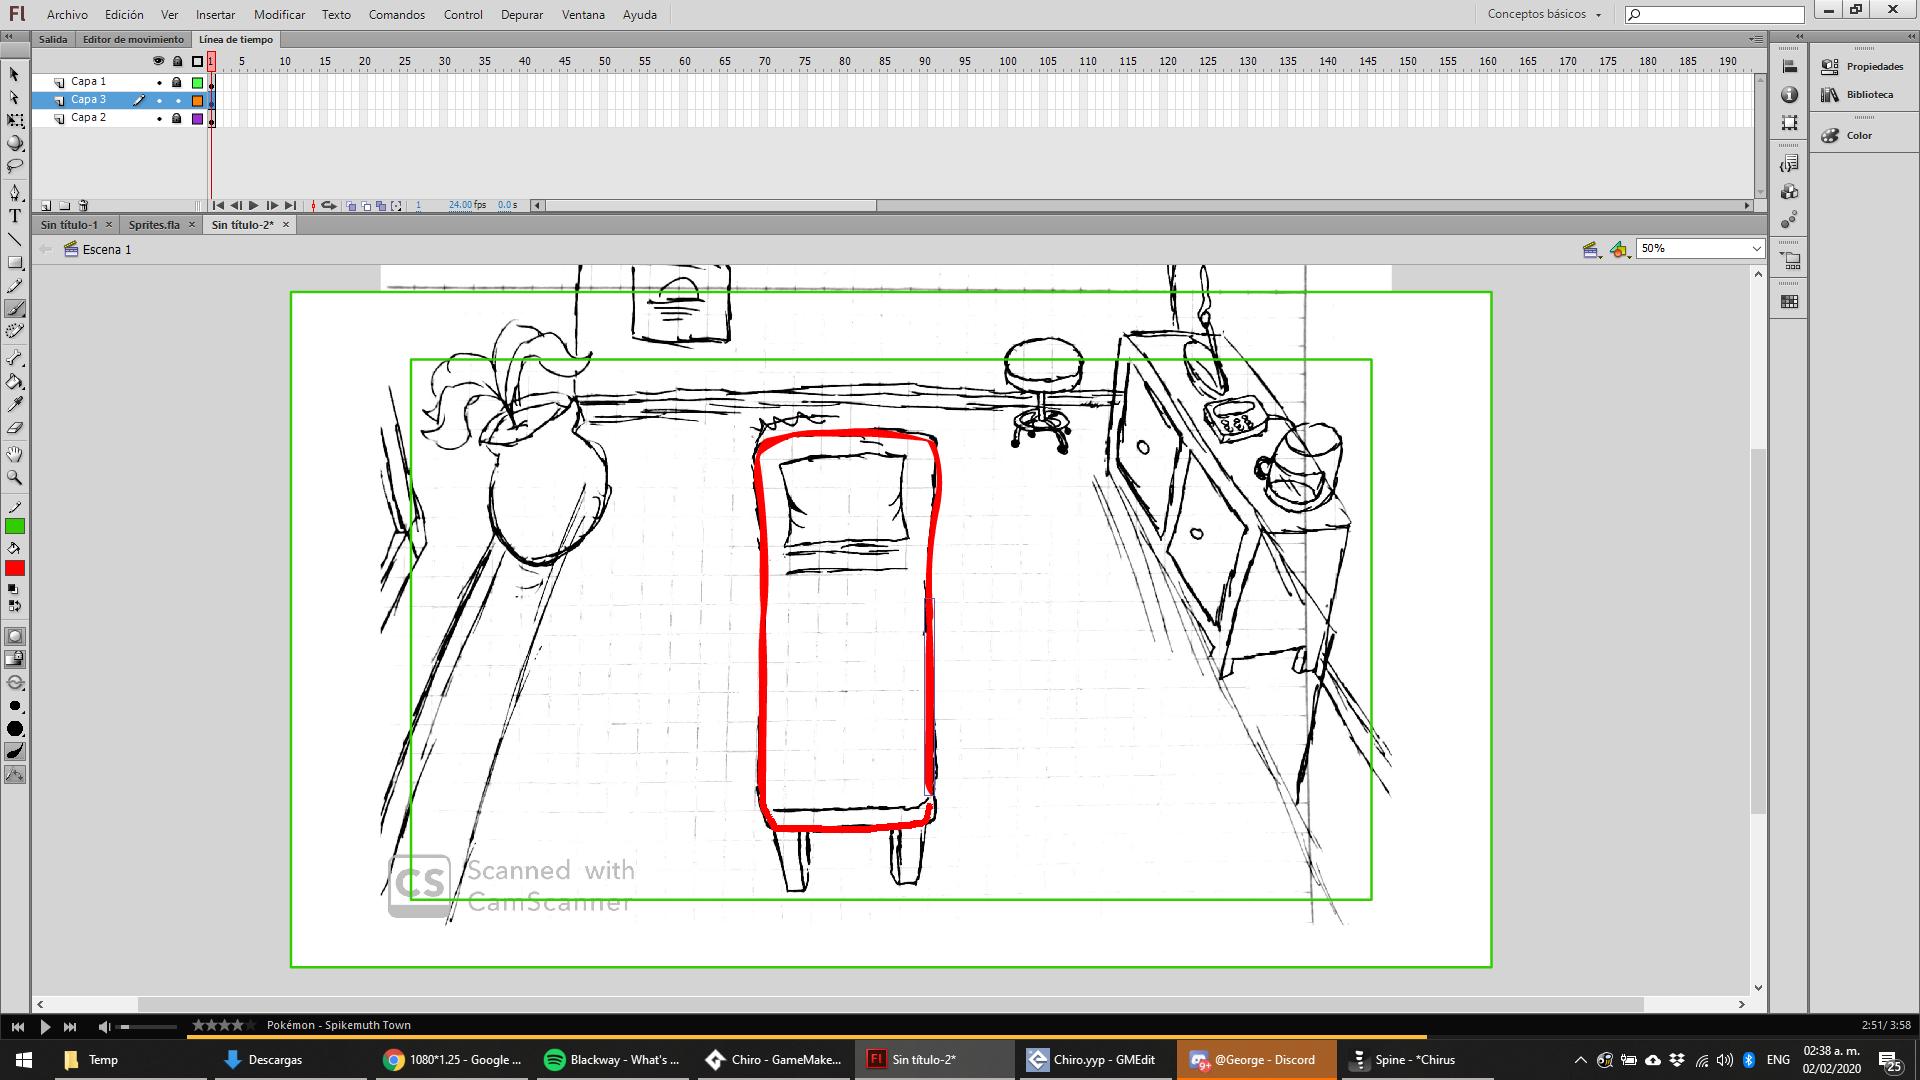 Fl Archivo Edición Ver Insertar Modificar Texto Comandos Control Depurar Ventana Ayuda Conceptos básicos
Salida Editor de movimiento Línea de tiempo
1 5 10 15 20 25 30 35 40 45 50 55 60 65 70 75 80 85 90 95 100 105 110 115 120 125 130 135 140 145 150 155 160 165 170 175 180 185 190
Capa 1
Capa 3
Capa 2
1 24.00 fps 0.0 s
Sin título-1 Sprites.fla Sin título-2*
Escena 1 50%
Propiedades
Biblioteca
Color
CS Scanned with
CamScanner
Pokémon - Spikemuth Town 2:51/ 3:58
Temp Descargas 1080*1.25 - Google ... Blackway - What's ... Chiro - GameMake... Fl Sin título-2* Chiro.yyp - GMEdit @George - Discord Spine - *Chirus ENG 02:38 a. m.
02/02/2020 25